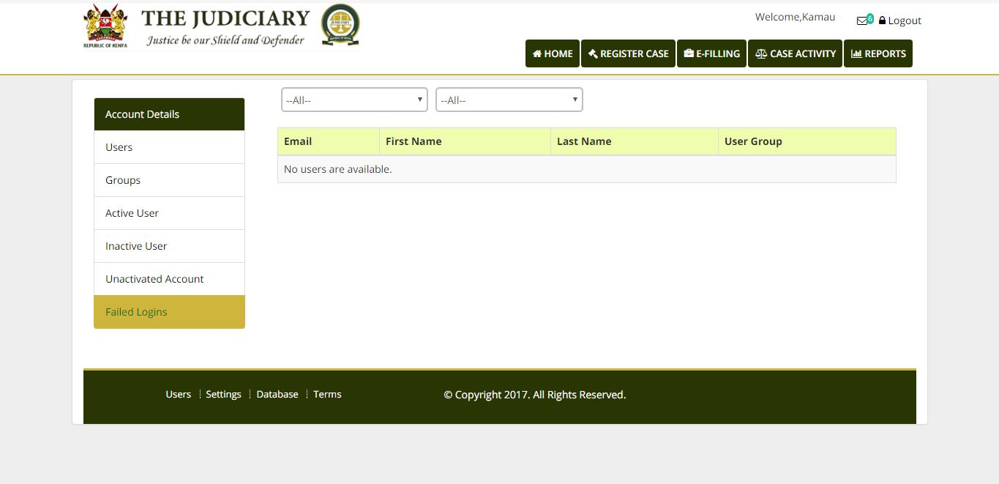 THE JUDICIARY
Justice be our Shield and Defender
REPUBLIC OF KENYA
JUDICIARY
Welcome,Kamau
6
Logout
HOME
REGISTER CASE
E-FILLING
CASE ACTIVITY
REPORTS
Account Details
Users
Groups
Active User
Inactive User
Unactivated Account
Failed Logins
--All--
--All--
Email First Name Last Name User Group
No users are available.
Users Settings Database Terms
© Copyright 2017. All Rights Reserved.